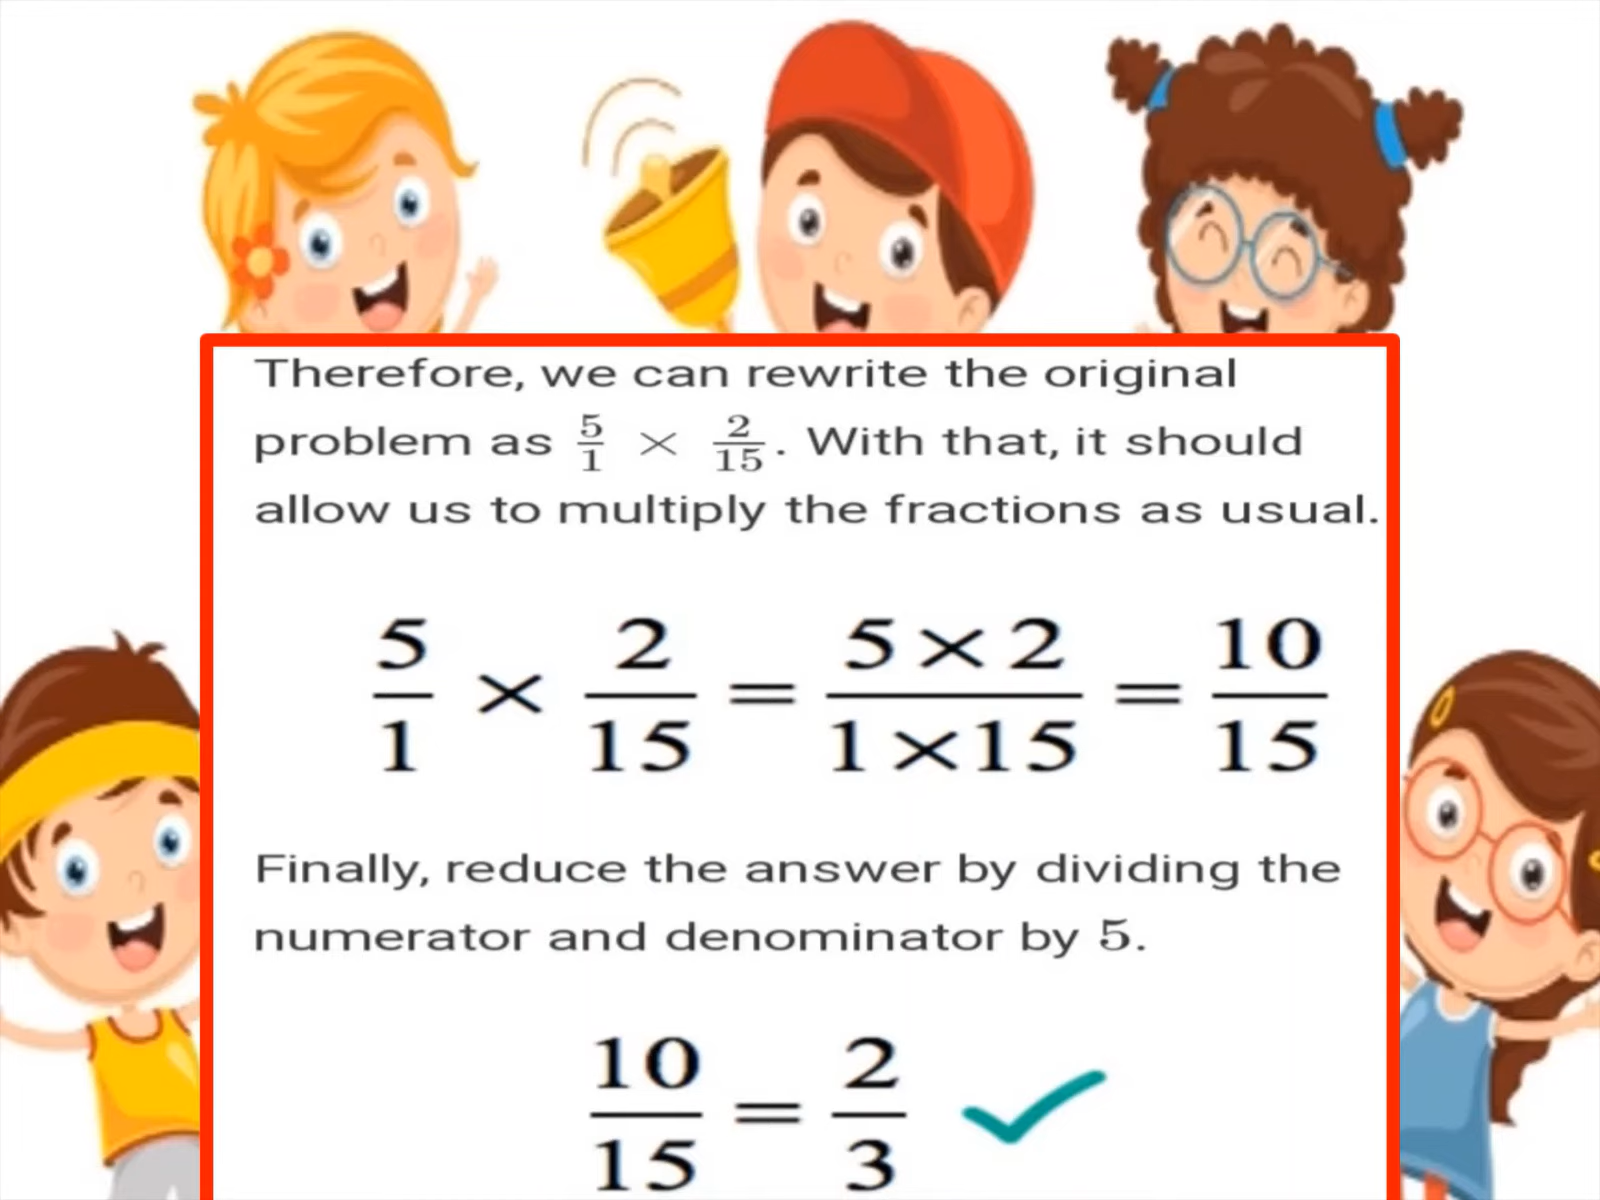 Therefore, we can rewrite the original
problem as 5/1 × 2/15. With that, it should
allow us to multiply the fractions as usual.
5/1 × 2/15 = 5×2/1×15 = 10/15
Finally, reduce the answer by dividing the
numerator and denominator by 5.
10/15 = 2/3